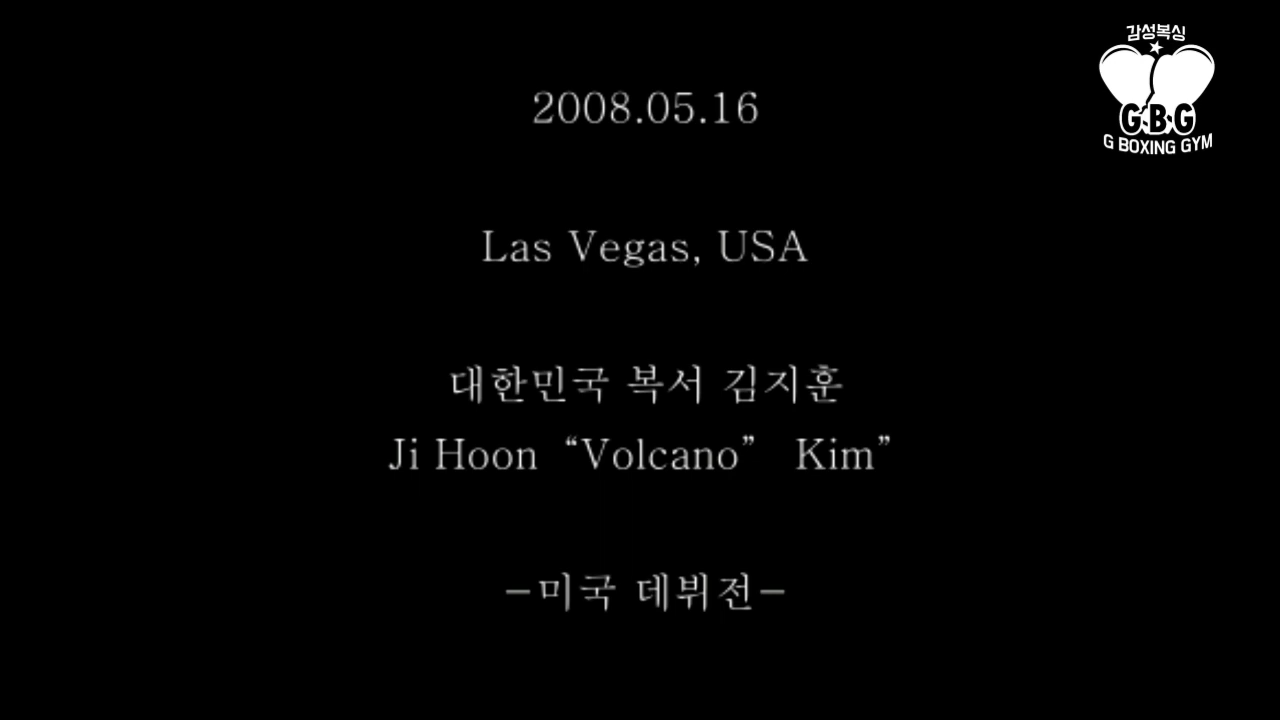 감성복싱
G·B·G
G BOXING GYM
2008.05.16
Las Vegas, USA
대한민국 복서 김지훈
Ji Hoon “Volcano” Kim”
-미국 데뷔전-